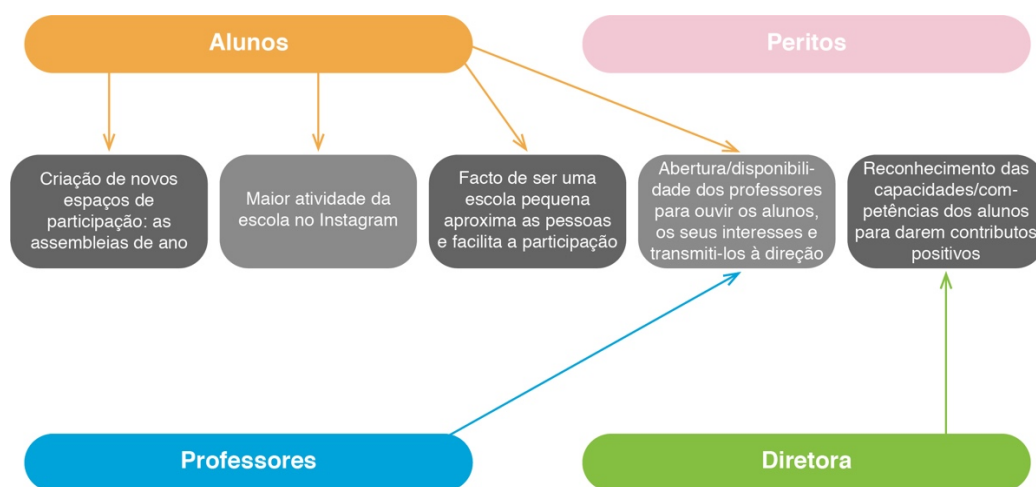 Alunos
Peritos
Criação de novos
espaços de
participação: as
assembleias de ano
Maior atividade da
escola no Instagram
Facto de ser uma
escola pequena
aproxima as pessoas
e facilita a participação
Abertura/disponibili-
dade dos professores
para ouvir os alunos,
os seus interesses e
transmiti-los à direção
Reconhecimento das
capacidades/com-
petências dos alunos
para darem contributos
positivos
Professores
Diretora